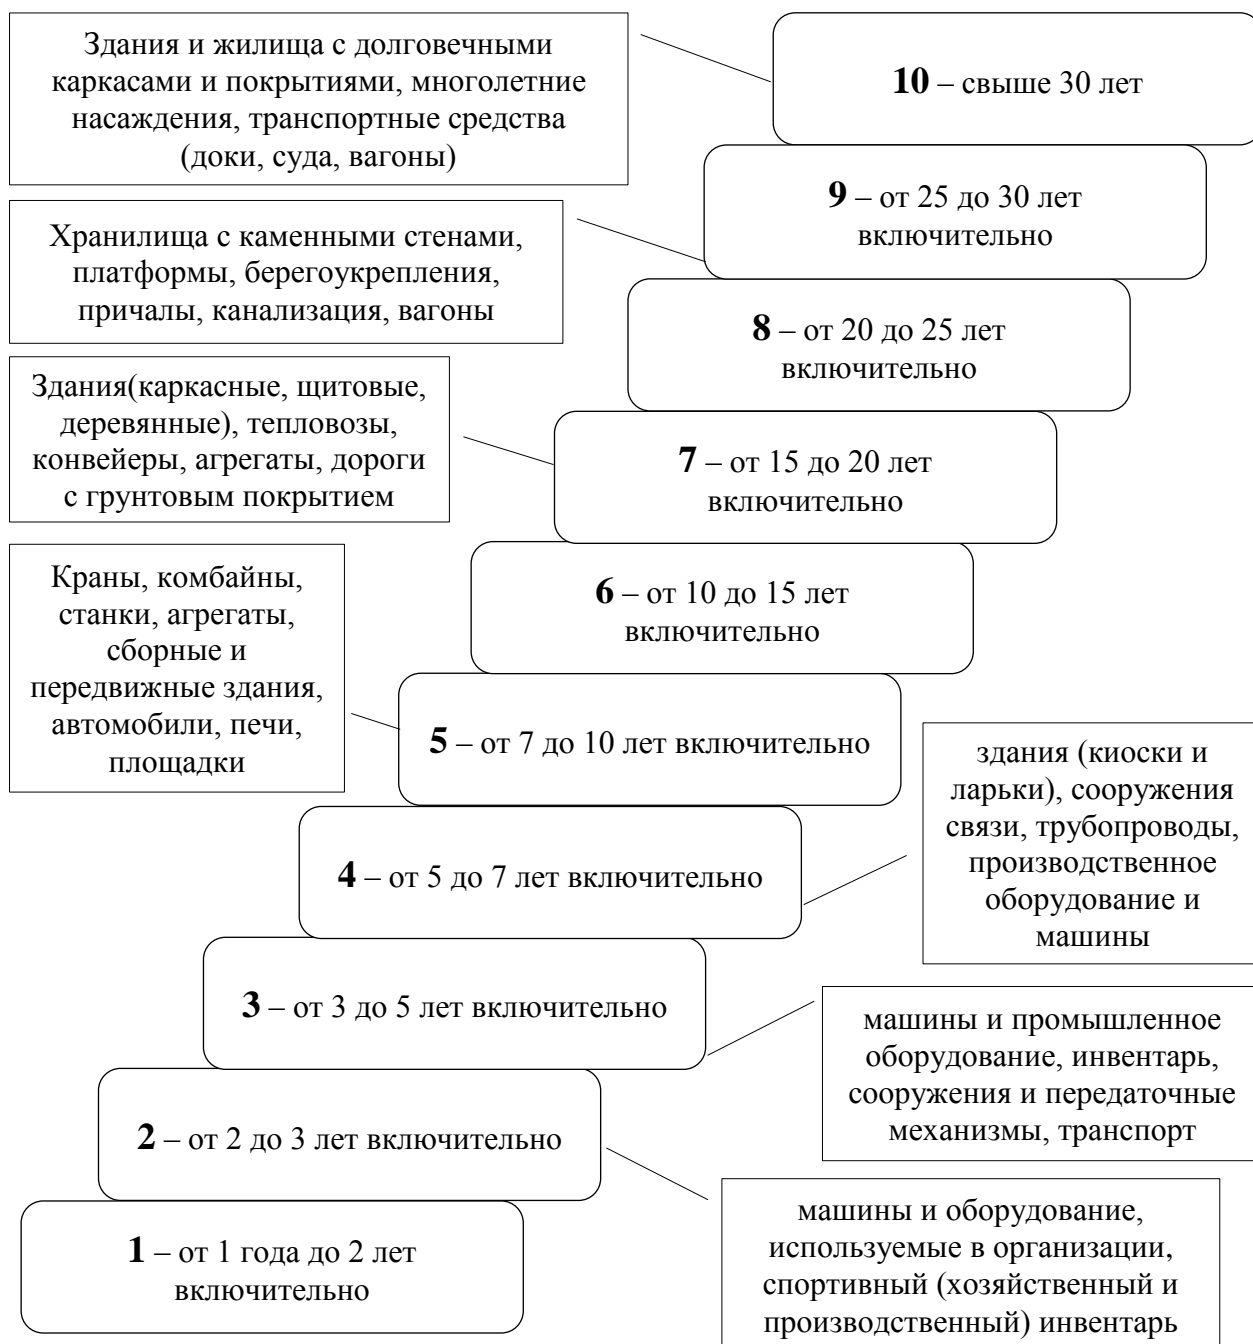 Здания и жилища с долговечными
каркасами и покрытиями, многолетние
насаждения, транспортные средства
(доки, суда, вагоны)
10 – свыше 30 лет
9 – от 25 до 30 лет
включительно
Хранилища с каменными стенами,
платформы, берегоукрепления,
причалы, канализация, вагоны
8 – от 20 до 25 лет
включительно
Здания(каркасные, щитовые,
деревянные), тепловозы,
конвейеры, агрегаты, дороги
с грунтовым покрытием
7 – от 15 до 20 лет
включительно
6 – от 10 до 15 лет
включительно
Краны, комбайны,
станки, агрегаты,
сборные и
передвижные здания,
автомобили, печи,
площадки
5 – от 7 до 10 лет включительно
здания (киоски и
ларьки), сооружения
связи, трубопроводы,
производственное
оборудование и
машины
4 – от 5 до 7 лет включительно
3 – от 3 до 5 лет включительно
машины и промышленное
оборудование, инвентарь,
сооружения и передаточные
механизмы, транспорт
2 – от 2 до 3 лет включительно
машины и оборудование,
используемые в организации,
спортивный (хозяйственный и
производственный) инвентарь
1 – от 1 года до 2 лет
включительно